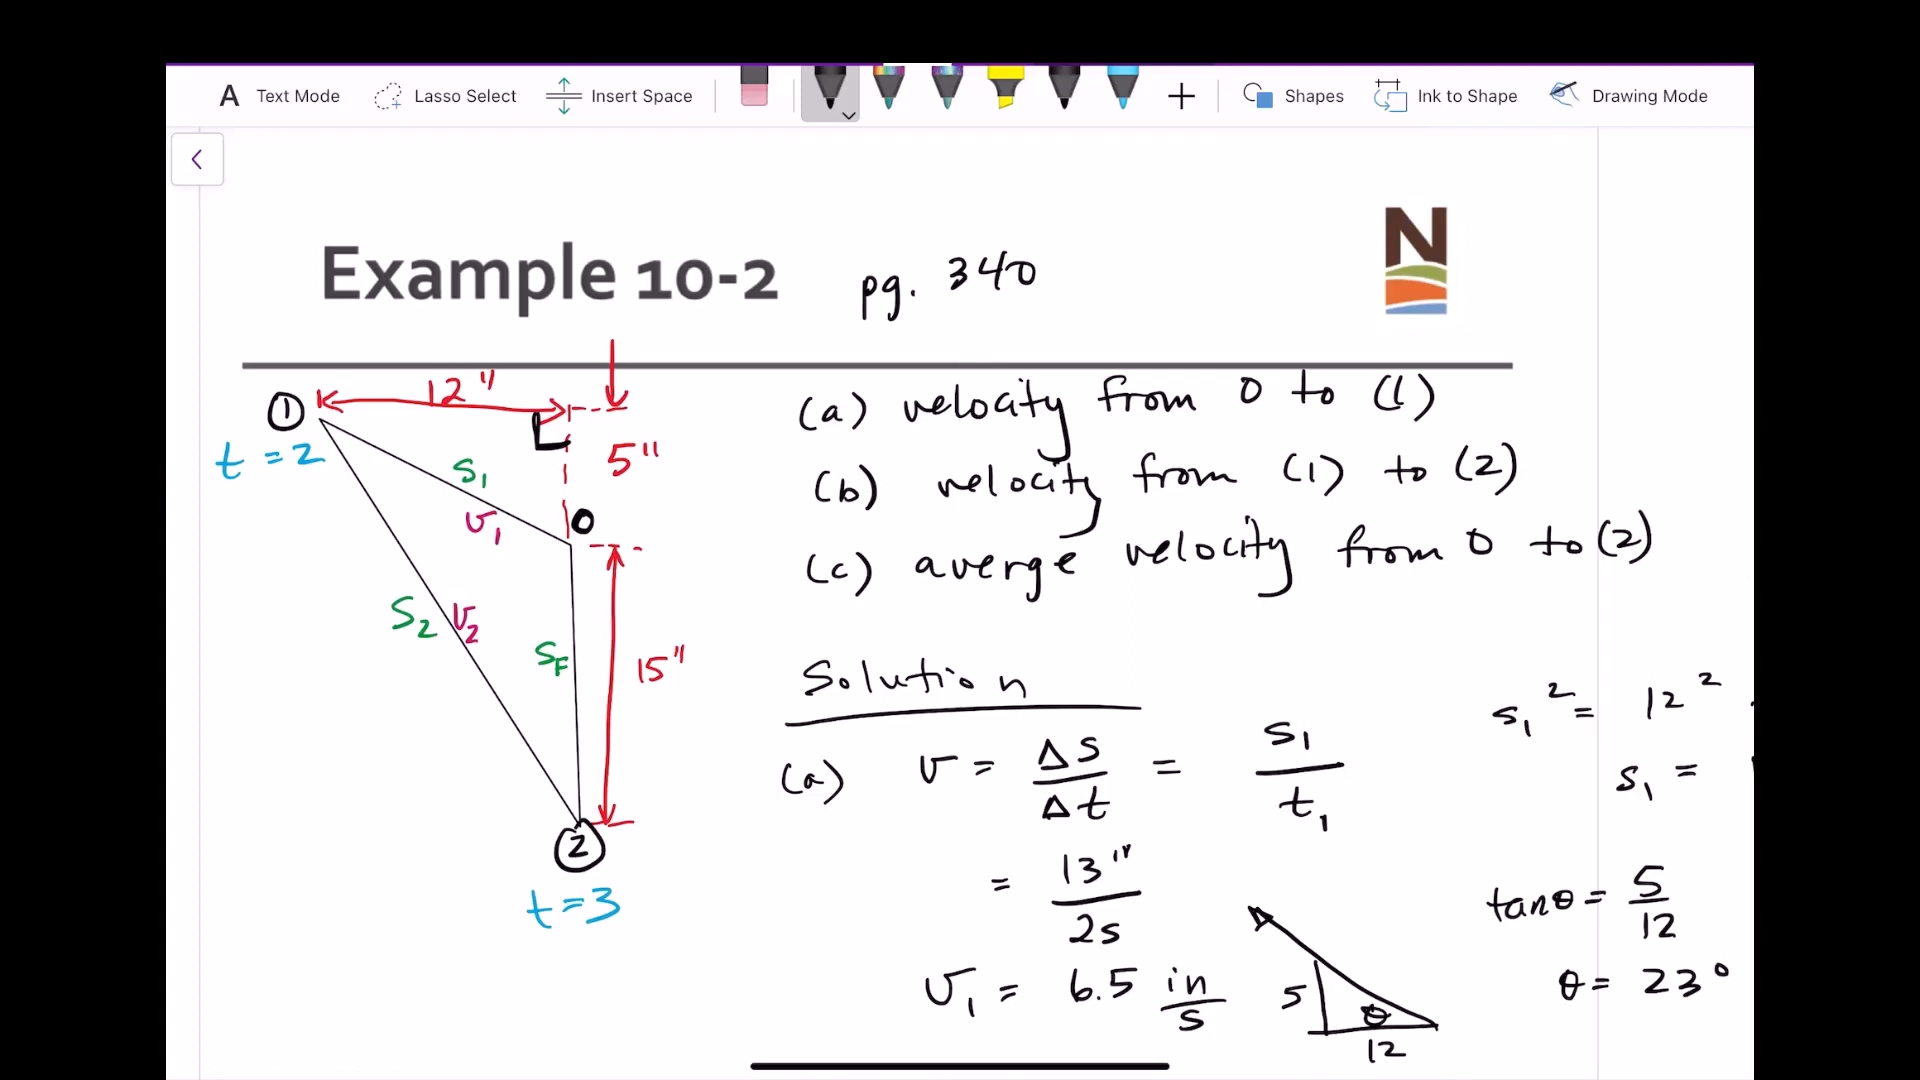 A Text Mode Lasso Select Insert Space Shapes Ink to Shape Drawing Mode
Example 10-2 pg. 340
N
12"
①
t = 2
5"
S₁
v₁
0
S₂ v₂
SF
15"
②
t = 3
(a) velocity from 0 to (1)
(b) velocity from (1) to (2)
(c) averge velocity from 0 to (2)
Solution
(a) v = Δs/Δt = s₁/t₁
= 13"/2s
v₁ = 6.5 in/s
s₁² = 12²
s₁ =
tanθ = 5/12
θ = 23°
5
θ
12